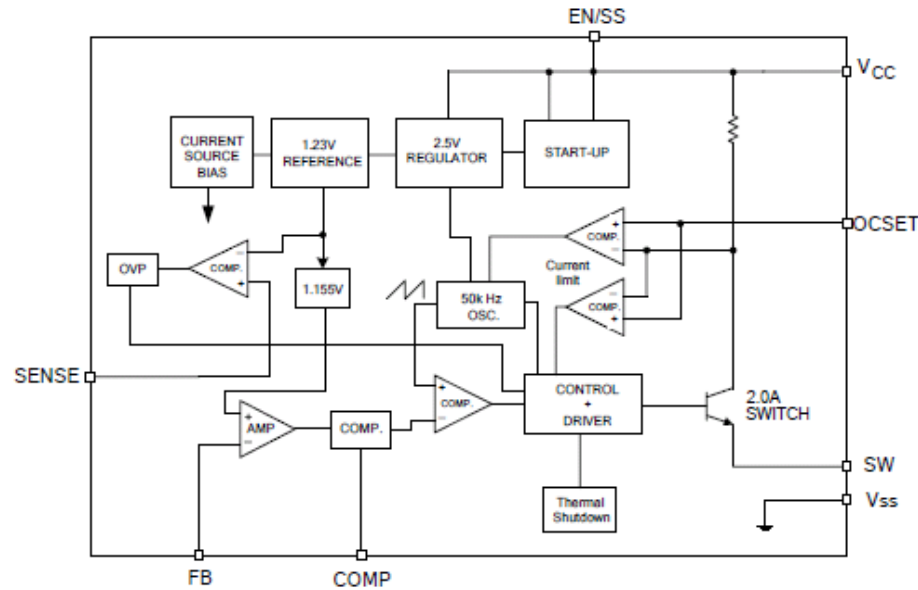 EN/SS
VCC
CURRENT
SOURCE
BIAS
1.23V
REFERENCE
2.5V
REGULATOR
START-UP
+
COMP.
−
OCSET
−
COMP.
+
OVP
1.155V
50k Hz
OSC.
Current
limit
−
COMP.
+
SENSE
+
COMP.
−
CONTROL
+
DRIVER
2.0A
SWITCH
+
AMP
−
COMP.
SW
Vss
Thermal
Shutdown
FB
COMP